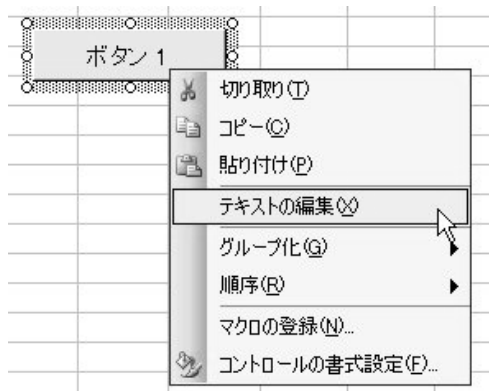 ボタン 1
切り取り(T)
コピー(C)
貼り付け(P)
テキストの編集(X)
グループ化(G)
順序(R)
マクロの登録(N)...
コントロールの書式設定(F)...